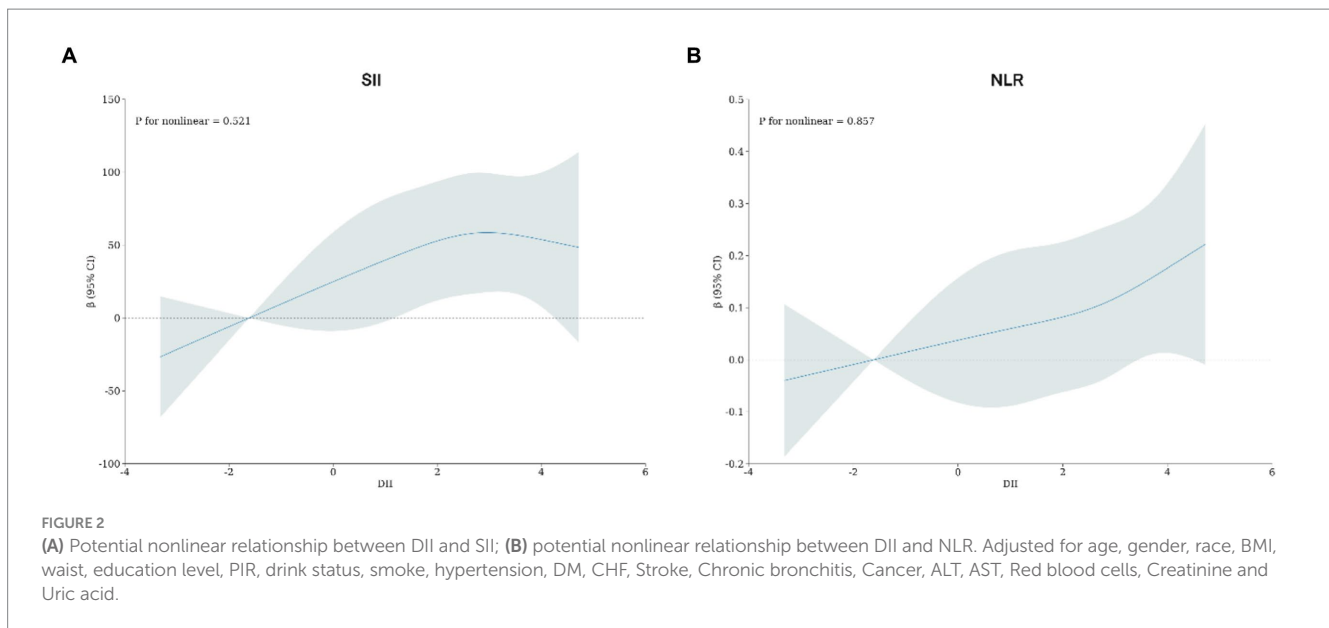 A
SII
150
P for nonlinear = 0.521
100
50
0
-50
-100
β (95% CI)
-4
-2
0
2
4
6
DII
B
NLR
0.5
P for nonlinear = 0.857
0.4
0.3
0.2
0.1
0.0
-0.1
-0.2
β (95% CI)
-4
-2
0
2
4
6
DII
FIGURE 2
(A) Potential nonlinear relationship between DII and SII; (B) potential nonlinear relationship between DII and NLR. Adjusted for age, gender, race, BMI,
waist, education level, PIR, drink status, smoke, hypertension, DM, CHF, Stroke, Chronic bronchitis, Cancer, ALT, AST, Red blood cells, Creatinine and
Uric acid.